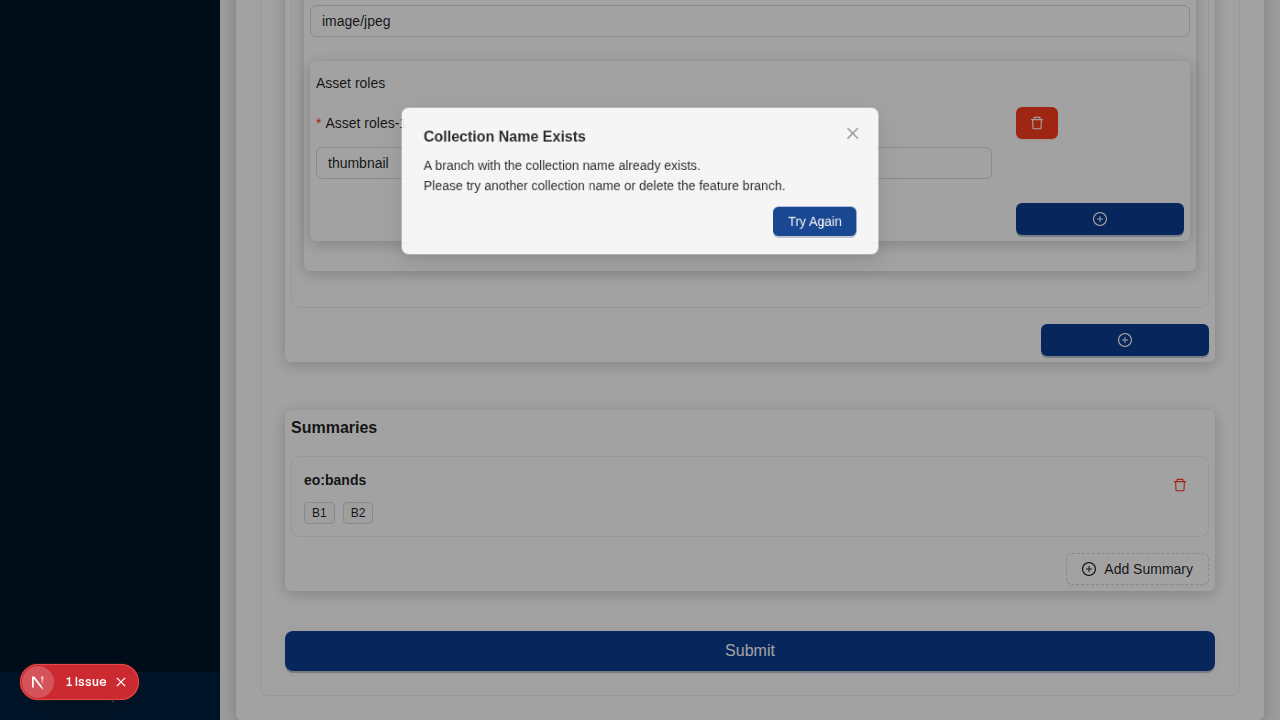 image/jpeg
Asset roles
* Asset roles-
thumbnail
Collection Name Exists
A branch with the collection name already exists.
Please try another collection name or delete the feature branch.
Try Again
Summaries
eo:bands
B1 B2
Add Summary
Submit
N 1 Issue